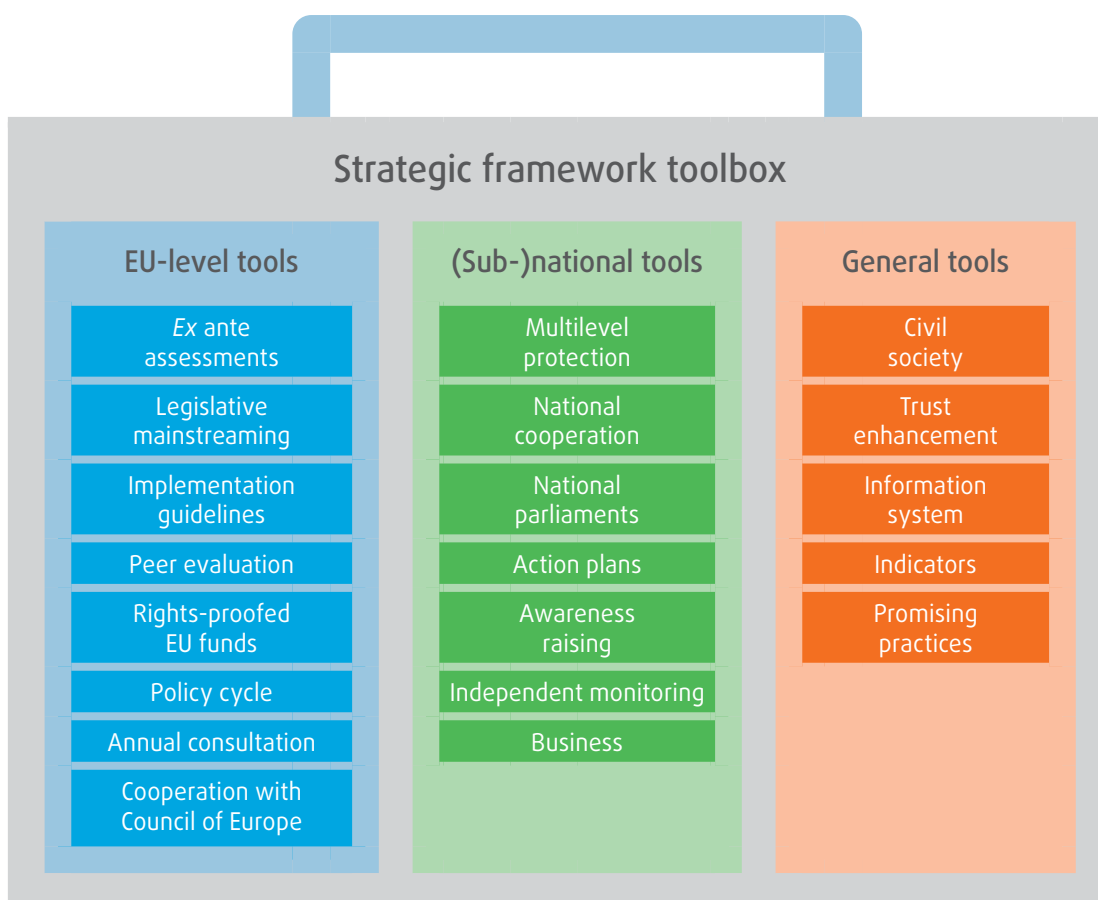 Strategic framework toolbox
EU-level tools
Ex ante
assessments
Legislative
mainstreaming
Implementation
guidelines
Peer evaluation
Rights-proofed
EU funds
Policy cycle
Annual consultation
Cooperation with
Council of Europe
(Sub-)national tools
Multilevel
protection
National
cooperation
National
parliaments
Action plans
Awareness
raising
Independent monitoring
Business
General tools
Civil
society
Trust
enhancement
Information
system
Indicators
Promising
practices